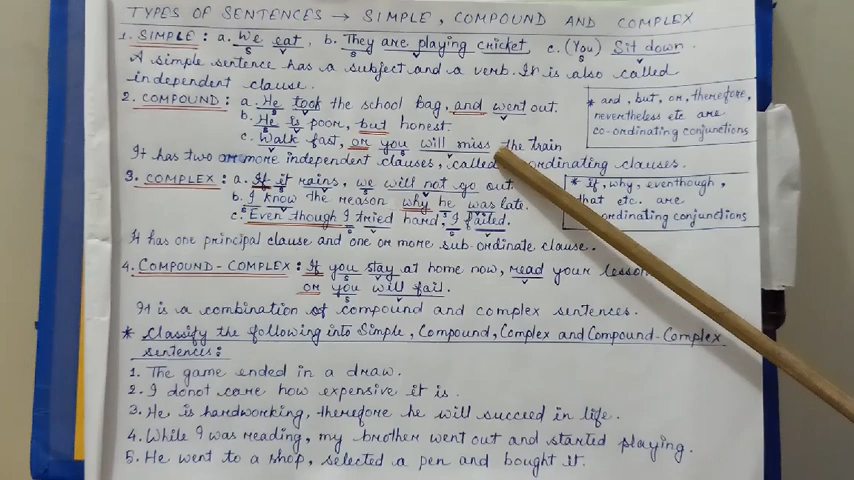 TYPES OF SENTENCES → SIMPLE, COMPOUND AND COMPLEX
1. SIMPLE: a. We eat, b. They are playing cricket, c. (You) Sit down.
S V S V S V
A simple sentence has a subject and a verb. It is also called
independent clause.
2. COMPOUND: a. He took the school bag, and went out.
S V V
b. He is poor, but honest.
S V
c. Walk fast, or you will miss the train
V S V
It has two or more independent clauses, called ordinating clauses.
* and, but, or, therefore,
nevertheless etc are
co-ordinating conjunctions
3. COMPLEX: a. If it rains, we will not go out.
S V S V
b. I know the reason why he was late.
S V S V
c. Even though I tried hard, I failed.
S V S V
* if, why, eventhough,
that etc. are
ordinating conjunctions
It has one principal clause and one or more sub-ordinate clause.
4. COMPOUND-COMPLEX: If you stay at home now, read your lesson
S V V
or you will fail.
S V
It is a combination of compound and complex sentences.
* Classify the following into Simple, Compound, Complex and Compound-Complex
sentences:
1. The game ended in a draw.
2. I donot care how expensive it is.
3. He is hardworking, therefore he will succeed in life.
4. While I was reading, my brother went out and started playing.
5. He went to a shop, selected a pen and bought it.